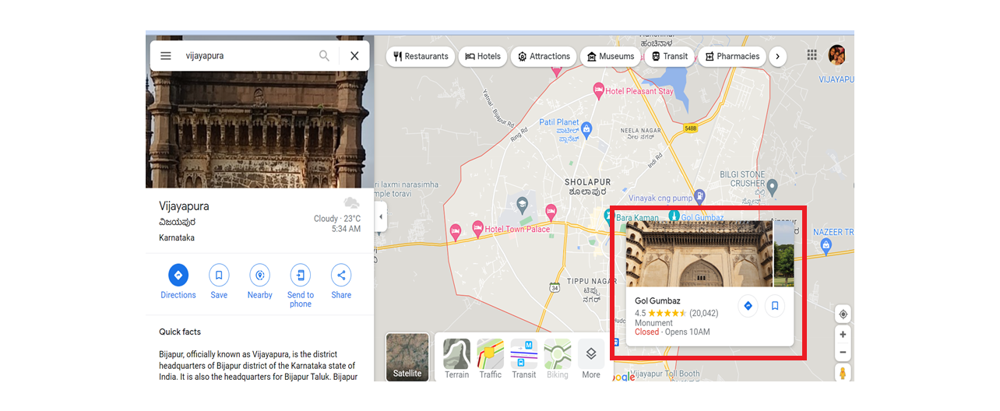 vijayapura
Restaurants
Hotels
Attractions
Museums
Transit
Pharmacies
Vijayapura
ವಿಜಯಪುರ
Karnataka
Cloudy · 23°C
5:34 AM
Directions
Save
Nearby
Send to
phone
Share
Quick facts
Bijapur, officially known as Vijayapura, is the district
headquarters of Bijapur district of the Karnataka state of
India. It is also the headquarters for Bijapur Taluk. Bijapur
ಹಂಚಿನಾಳ
VIJAYAPU
Hotel Pleasant Stay
Yarnal - Bijapur Rd
Ring Rd
Patil Planet
ಪಾಟೀಲ್
ಪ್ಲಾನೆಟ್
NEELA NAGAR
ನೀಲ ನಗರ್
548B
Indi Rd
ri laxmi narasimha
mple toravi
SHOLAPUR
ಶೂಲಾಪುರ
BILGI STONE
CRUSHER
Vinayak cng pump
Bara Kaman
Gol Gumbaz
Hotel Town Palace
NAZEER TR
TIPPU NAGAR
ಟಿಪ್ಪು
ನಗರ್
34
Gol Gumbaz
4.5
(20,042)
Monument
Closed · Opens 10AM
Satellite
Terrain
Traffic
Transit
Biking
More
M
Vijayapur Toll Booth